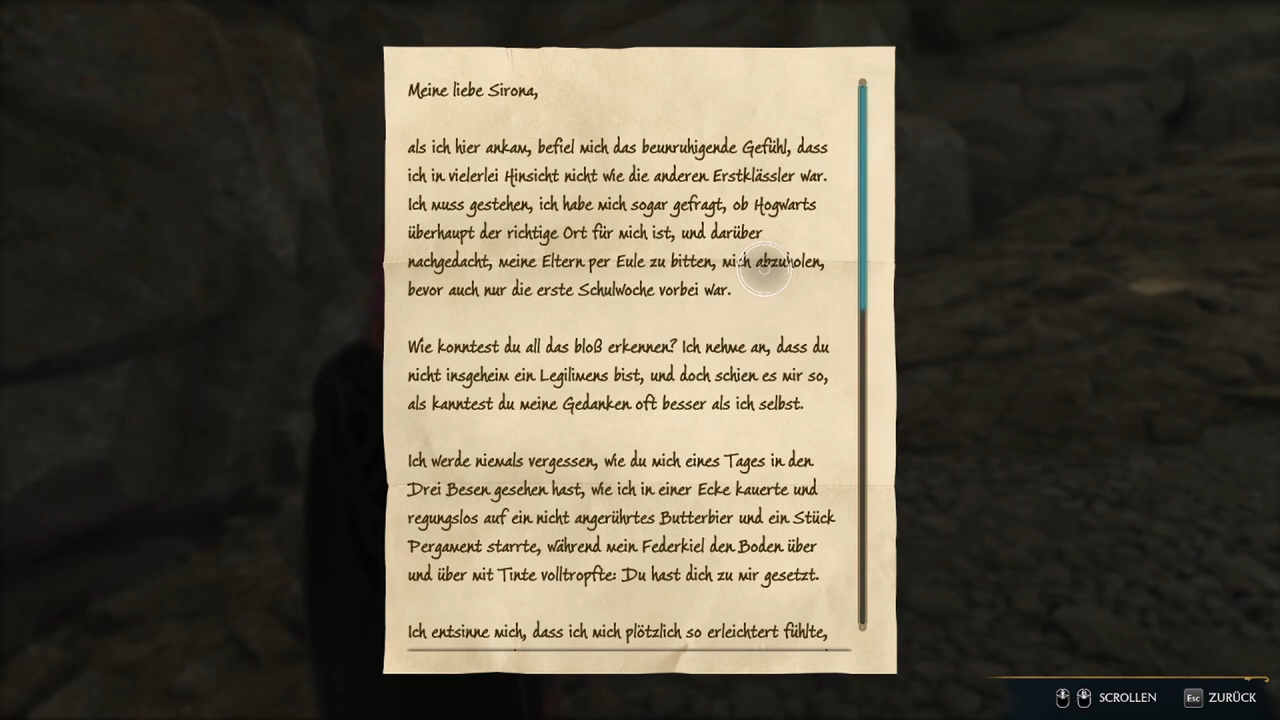 Meine liebe Sirona,
als ich hier ankam, befiel mich das beunruhigende Gefühl, dass
ich in vielerlei Hinsicht nicht wie die anderen Erstklässler war.
Ich muss gestehen, ich habe mich sogar gefragt, ob Hogwarts
überhaupt der richtige Ort für mich ist, und darüber
nachgedacht, meine Eltern per Eule zu bitten, mich abzuholen,
bevor auch nur die erste Schulwoche vorbei war.
Wie konntest du all das bloß erkennen? Ich nehme an, dass du
nicht insgeheim ein Legilimens bist, und doch schien es mir so,
als kanntest du meine Gedanken oft besser als ich selbst.
Ich werde niemals vergessen, wie du mich eines Tages in den
Drei Besen gesehen hast, wie ich in einer Ecke kauerte und
regungslos auf ein nicht angerührtes Butterbier und ein Stück
Pergament starrte, während mein Federkiel den Boden über
und über mit Tinte volltropfte: Du hast dich zu mir gesetzt.
Ich entsinne mich, dass ich mich plötzlich so erleichtert fühlte,
SCROLLEN
Esc ZURÜCK